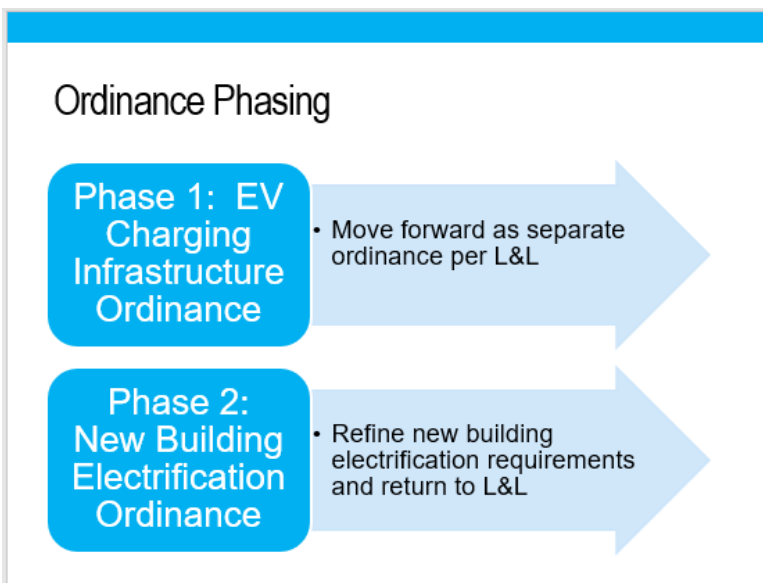 Ordinance Phasing
Phase 1:  EV
Charging
Infrastructure
Ordinance
• Move forward as separate
ordinance per L&L
Phase 2:
New Building
Electrification
Ordinance
• Refine new building
electrification requirements
and return to L&L